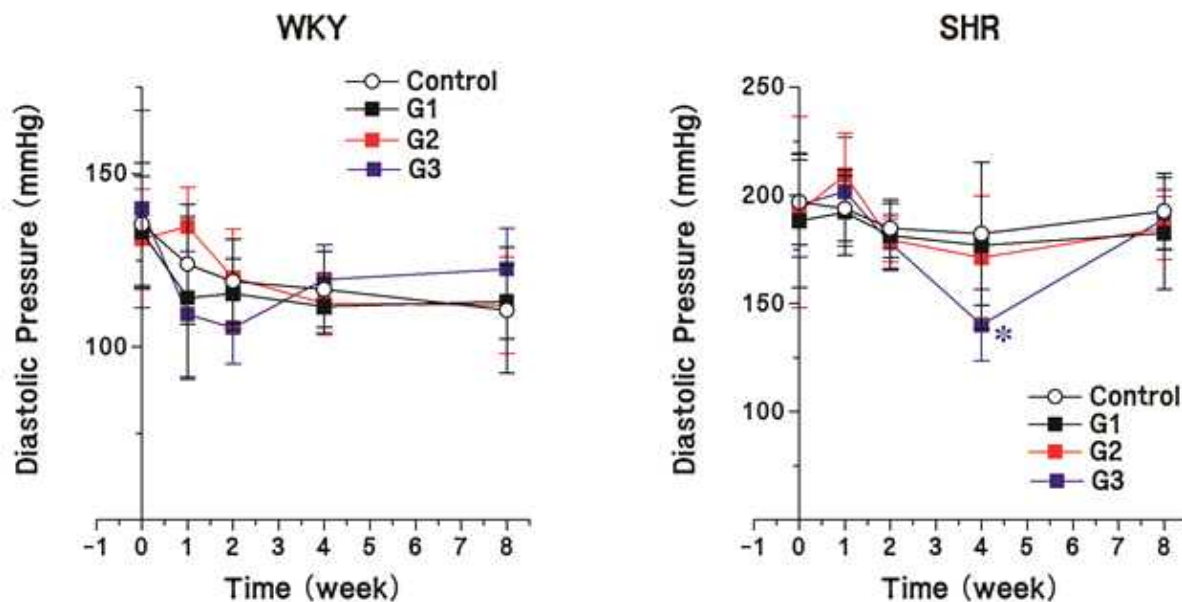 WKY
Control
G1
G2
G3
Diastolic Pressure (mmHg)
150
100
-1 0 1 2 3 4 5 6 7 8
Time (week)
SHR
Diastolic Pressure (mmHg)
250
200
150
100
*
Control
G1
G2
G3
-1 0 1 2 3 4 5 6 7 8
Time (week)